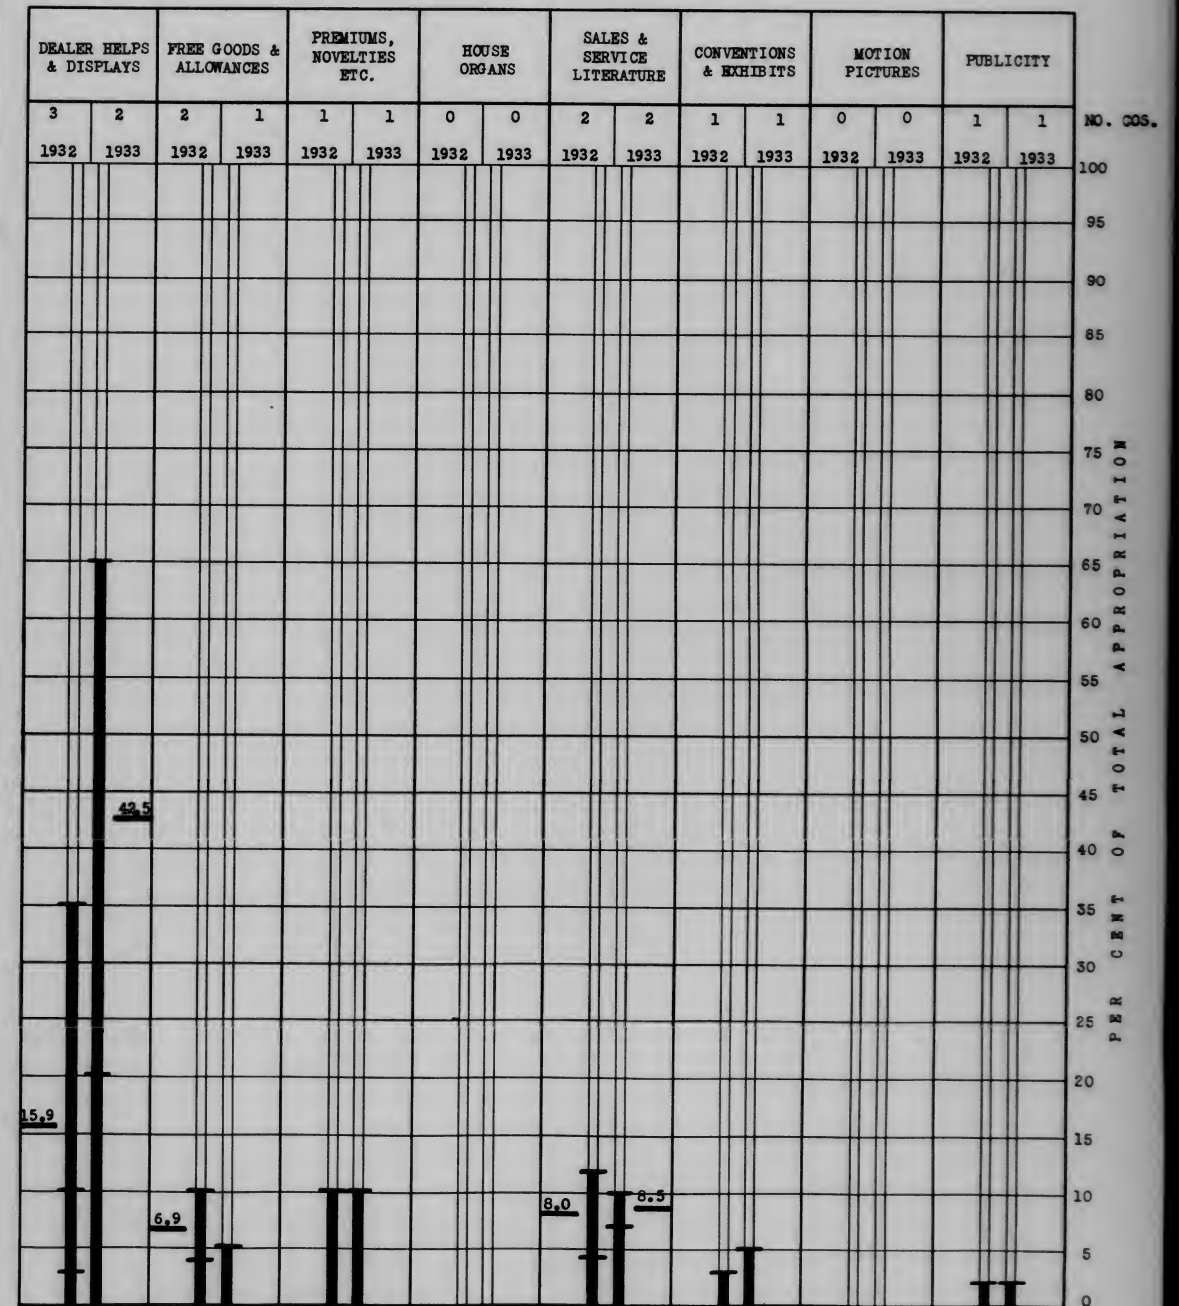 DEALER HELPS
& DISPLAYS
FREE GOODS &
ALLOWANCES
PREMIUMS,
NOVELTIES
ETC.
HOUSE
ORGANS
SALES &
SERVICE
LITERATURE
CONVENTIONS
& EXHIBITS
MOTION
PICTURES
PUBLICITY
3 2 2 1 1 1 0 0 2 2 1 1 0 0 1 1 NO. COS.
1932 1933 1932 1933 1932 1933 1932 1933 1932 1933 1932 1933 1932 1933 1932 1933
100
95
90
85
80
75
70
65
60
55
50
45
42.5
40
35
30
25
20
15.9
15
10
8.5
8.0
6.9
5
0
PER CENT OF TOTAL APPROPRIATION